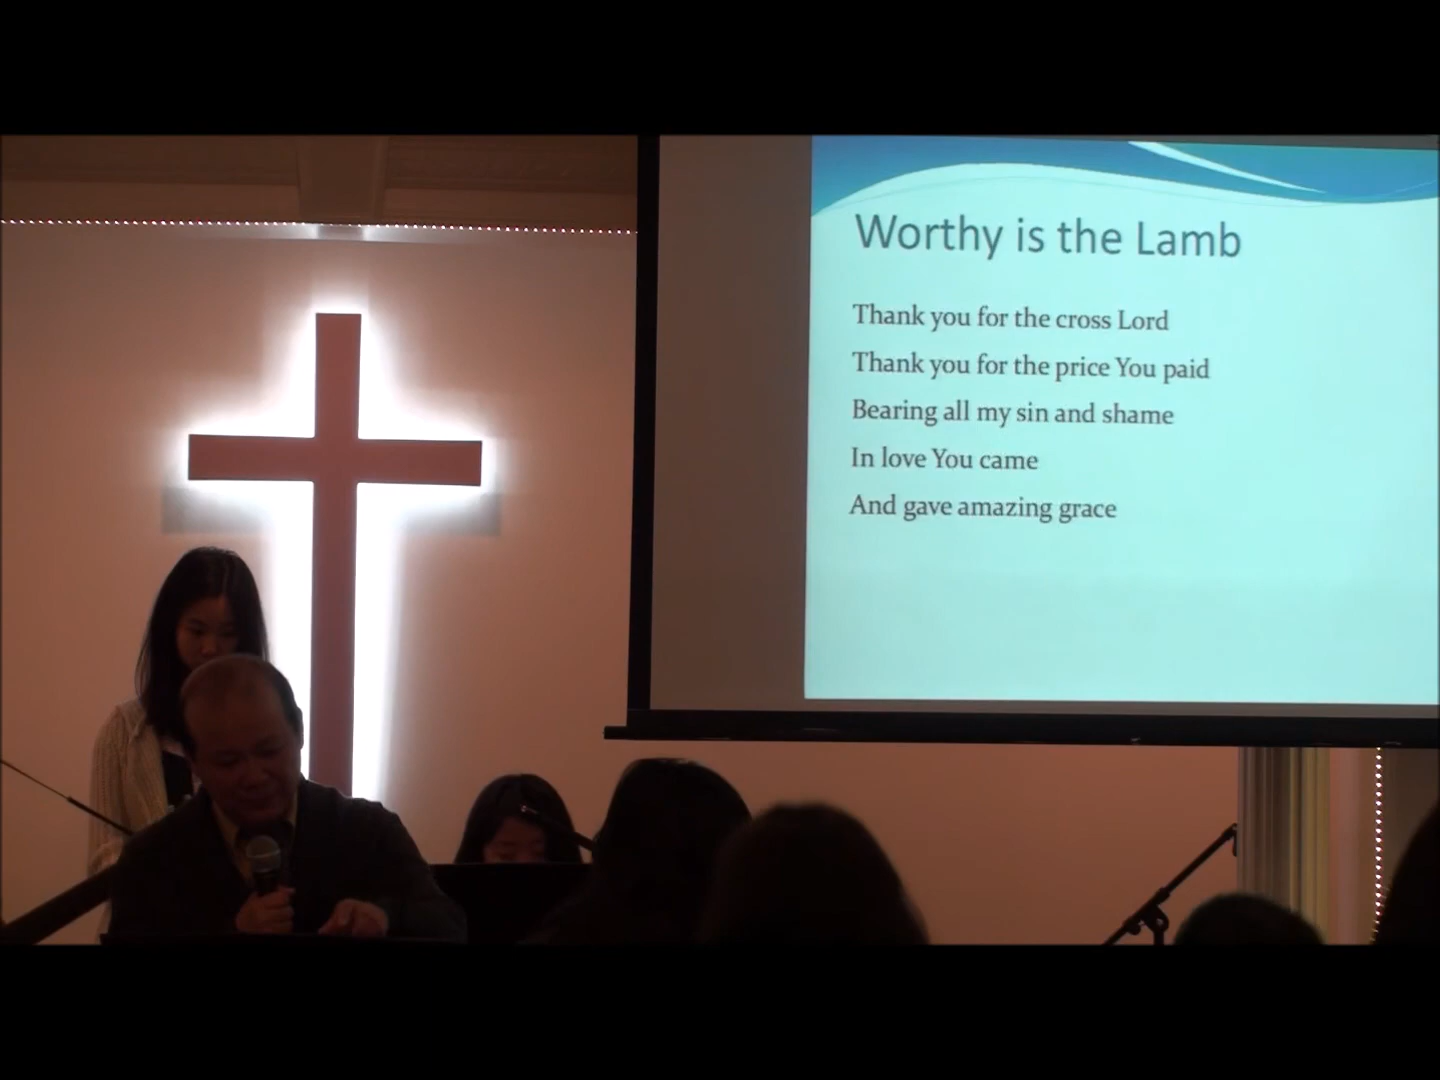 Worthy is the Lamb
Thank you for the cross Lord
Thank you for the price You paid
Bearing all my sin and shame
In love You came
And gave amazing grace